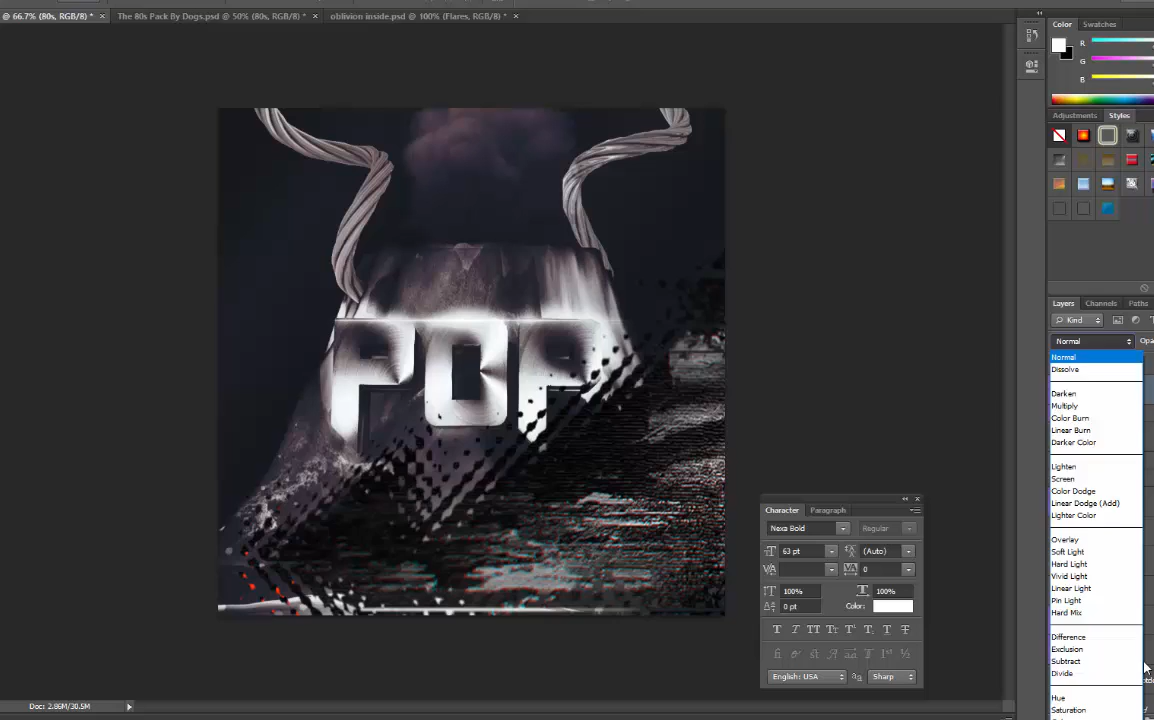 @ 66.7% (80s, RGB/8) * ×
The 80s Pack By Dogs.psd @ 50% (80s, RGB/8) * ×
oblivion inside.psd @ 100% (Flares, RGB/8) * ×
Color Swatches
R
G
B
Adjustments Styles
POP
Layers Channels Paths
Kind
Normal
Normal
Dissolve
Darken
Multiply
Color Burn
Linear Burn
Darker Color
Lighten
Screen
Color Dodge
Linear Dodge (Add)
Lighter Color
Overlay
Soft Light
Hard Light
Vivid Light
Linear Light
Pin Light
Hard Mix
Difference
Exclusion
Subtract
Divide
Hue
Saturation
Character Paragraph
Nexa Bold Regular
63 pt (Auto)
0
100% 100%
0 pt Color:
English: USA Sharp
Doc: 2.86M/30.5M